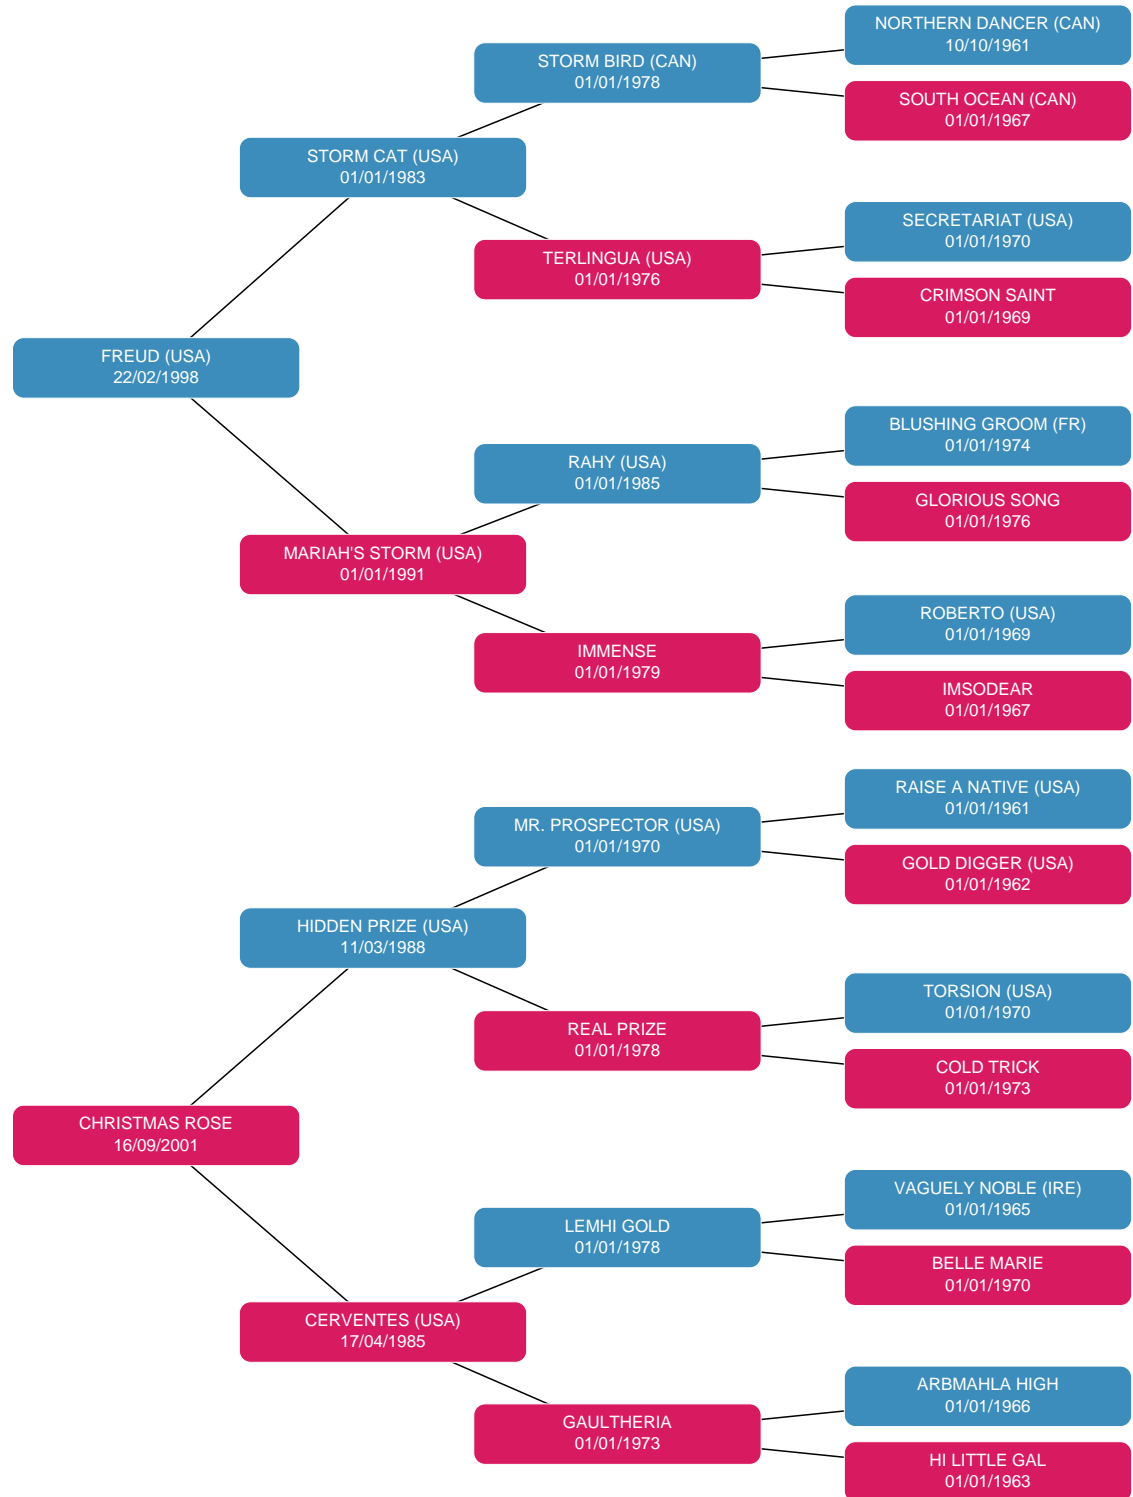 NORTHERN DANCER (CAN)
10/10/1961
STORM BIRD (CAN)
01/01/1978
SOUTH OCEAN (CAN)
01/01/1967
STORM CAT (USA)
01/01/1983
SECRETARIAT (USA)
01/01/1970
TERLINGUA (USA)
01/01/1976
CRIMSON SAINT
01/01/1969
FREUD (USA)
22/02/1998
BLUSHING GROOM (FR)
01/01/1974
RAHY (USA)
01/01/1985
GLORIOUS SONG
01/01/1976
MARIAH'S STORM (USA)
01/01/1991
ROBERTO (USA)
01/01/1969
IMMENSE
01/01/1979
IMSODEAR
01/01/1967
RAISE A NATIVE (USA)
01/01/1961
MR. PROSPECTOR (USA)
01/01/1970
GOLD DIGGER (USA)
01/01/1962
HIDDEN PRIZE (USA)
11/03/1988
TORSION (USA)
01/01/1970
REAL PRIZE
01/01/1978
COLD TRICK
01/01/1973
CHRISTMAS ROSE
16/09/2001
VAGUELY NOBLE (IRE)
01/01/1965
LEMHI GOLD
01/01/1978
BELLE MARIE
01/01/1970
CERVENTES (USA)
17/04/1985
ARBMAHLA HIGH
01/01/1966
GAULTHERIA
01/01/1973
HI LITTLE GAL
01/01/1963